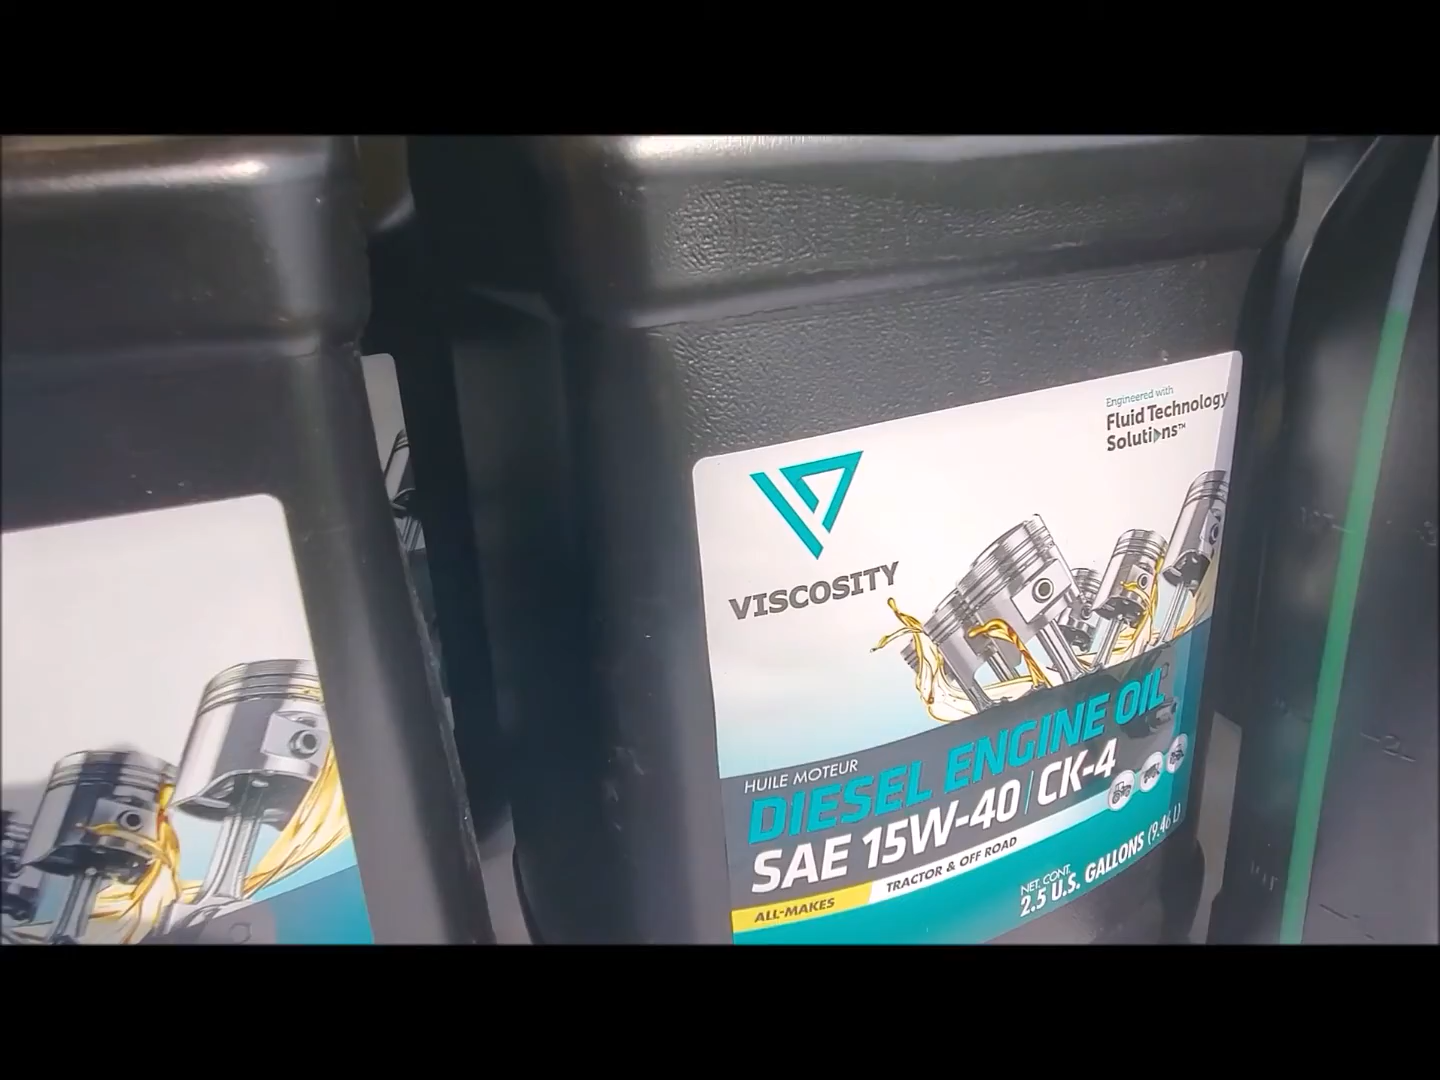 Engineered with
Fluid Technology
Solutions™
VISCOSITY
HUILE MOTEUR
DIESEL ENGINE OIL
SAE 15W-40 | CK-4
ALL-MAKES
TRACTOR & OFF ROAD
NET. CONT.
2.5 U.S. GALLONS (9.46 L)